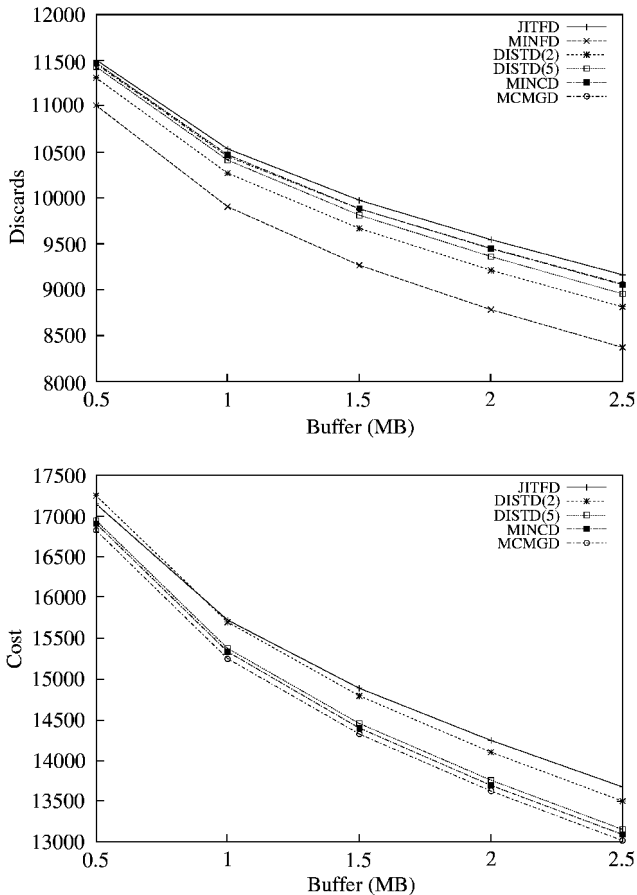 12000
11500
11000
10500
10000
9500
9000
8500
8000
Discards
JITFD
MINFD
DISTD(2)
DISTD(5)
MINCD
MCMGD
0.5 1 1.5 2 2.5
Buffer (MB)
17500
17000
16500
16000
15500
15000
14500
14000
13500
13000
Cost
JITFD
DISTD(2)
DISTD(5)
MINCD
MCMGD
0.5 1 1.5 2 2.5
Buffer (MB)